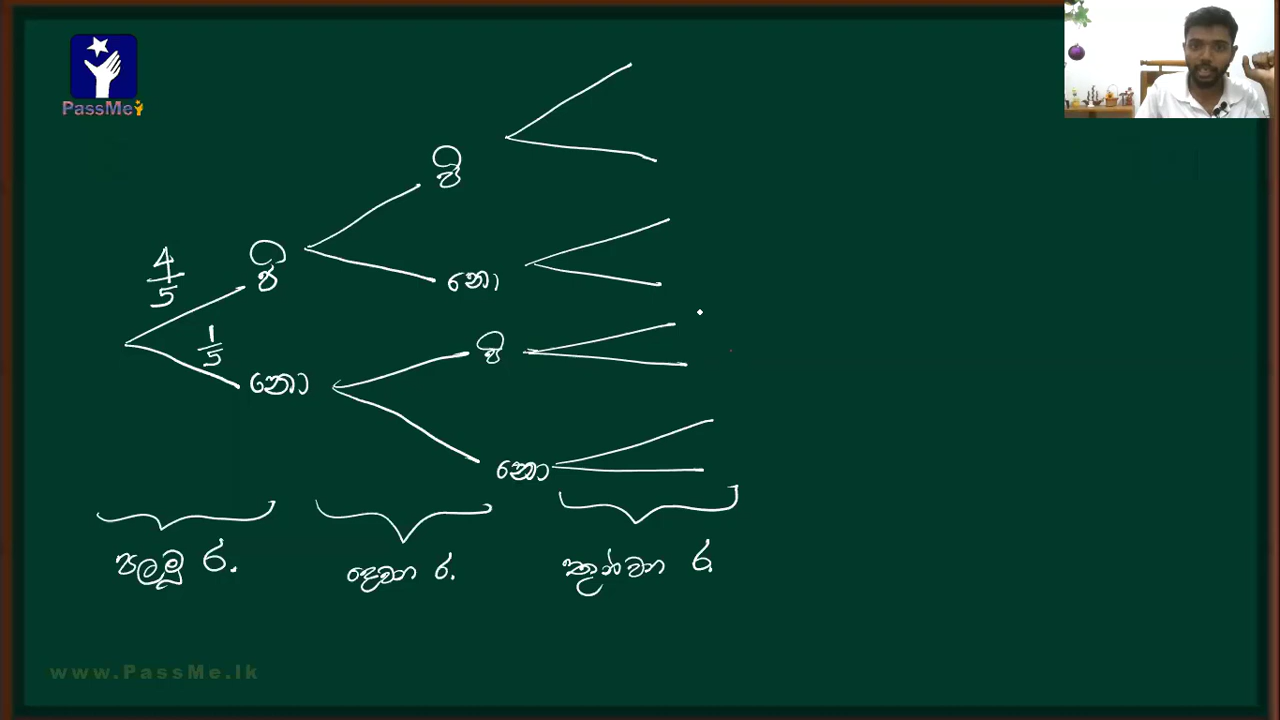 PassMe
4/5
පි
පි
නො
1/5
නො
පි
නො
පලමු ර.
දෙවන ර.
තුන්වන ර.
www.PassMe.lk